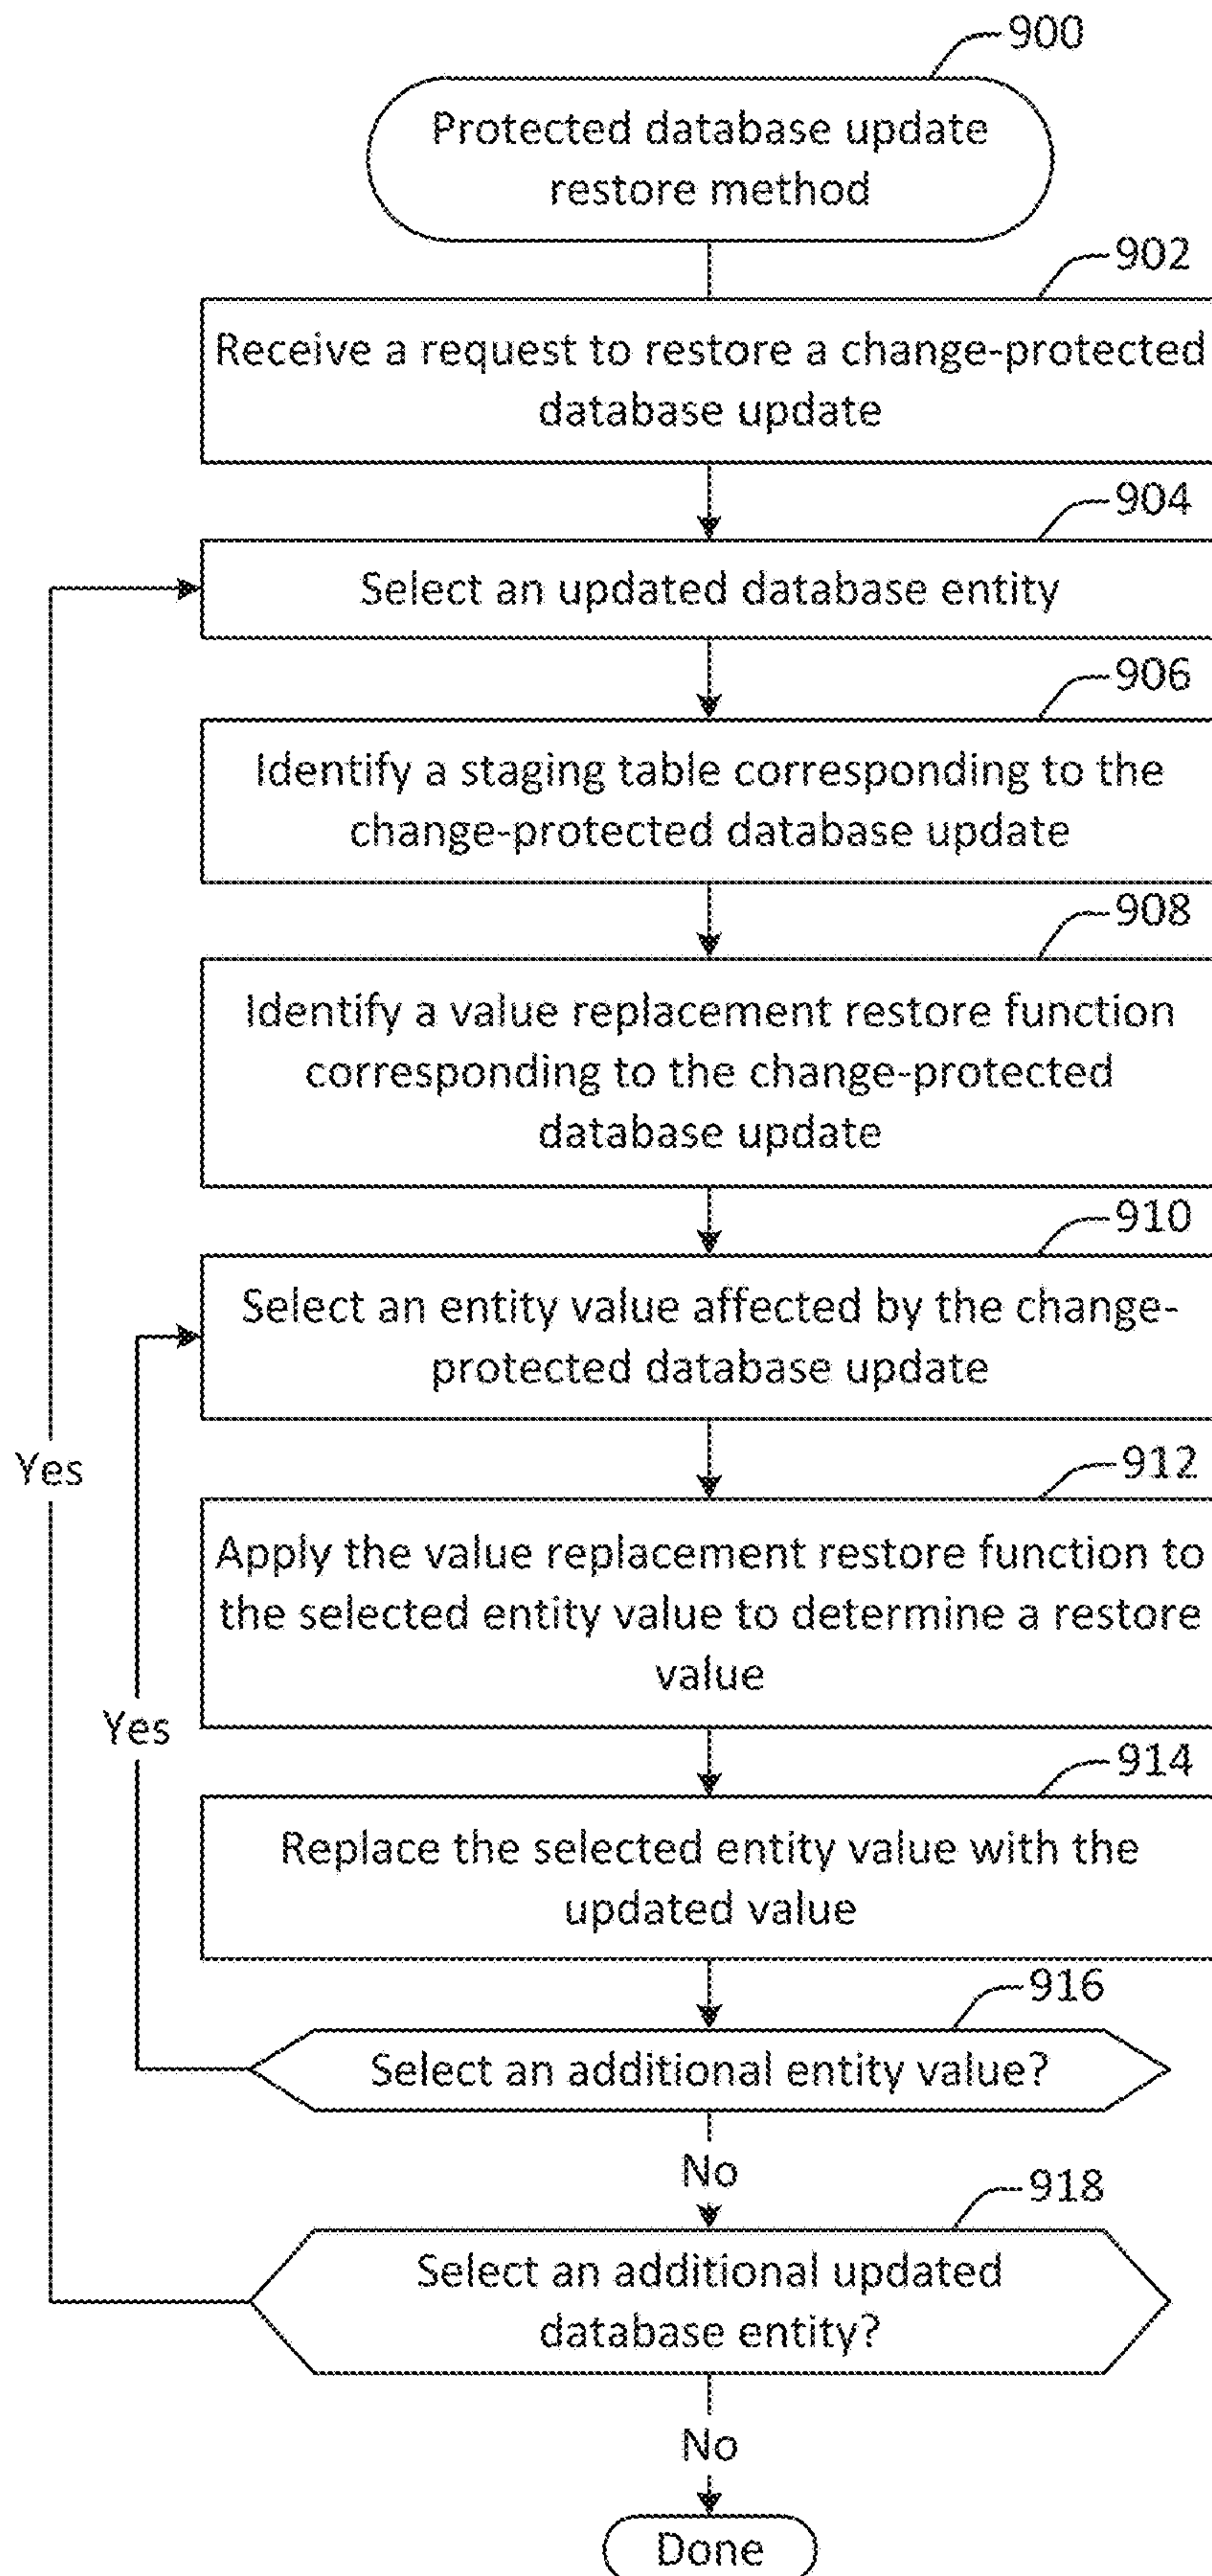 900
Protected database update
restore method
902
Receive a request to restore a change-protected
database update
904
Select an updated database entity
906
Identify a staging table corresponding to the
change-protected database update
908
Identify a value replacement restore function
corresponding to the change-protected
database update
910
Select an entity value affected by the change-
protected database update
Yes
912
Apply the value replacement restore function to
the selected entity value to determine a restore
value
Yes
914
Replace the selected entity value with the
updated value
916
Select an additional entity value?
No
918
Select an additional updated
database entity?
No
Done